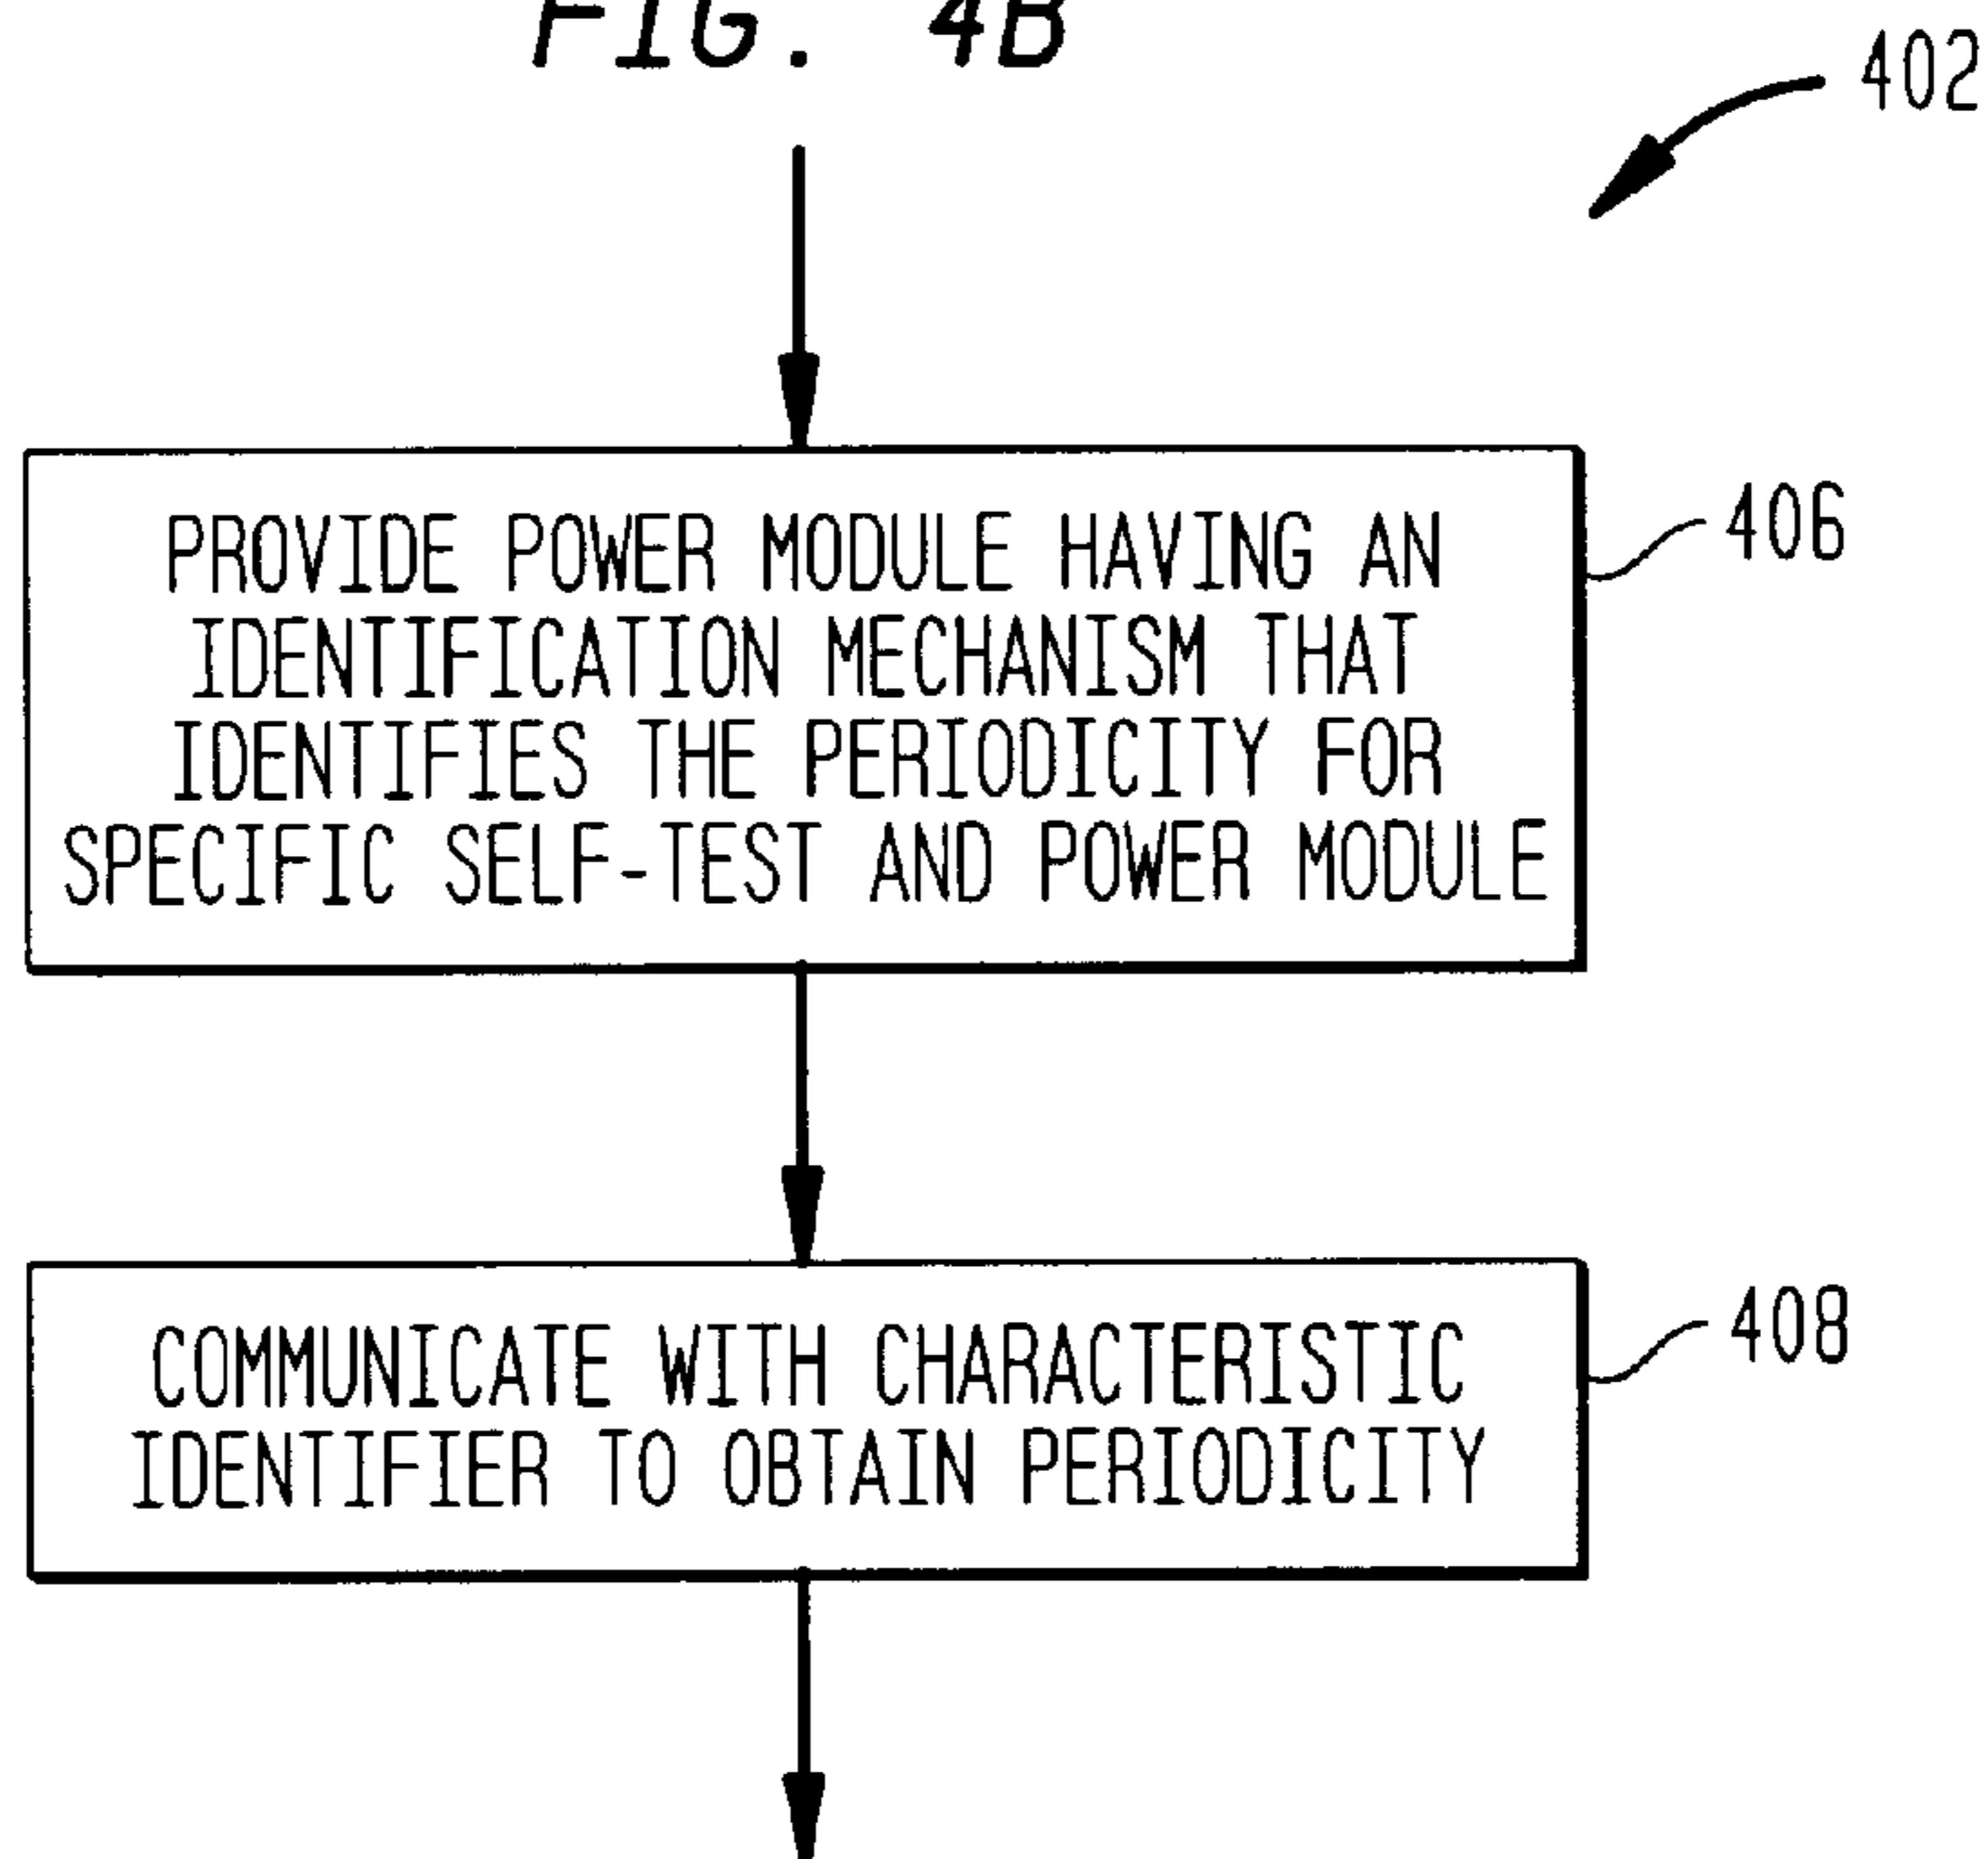 FIG. 4B
402
PROVIDE POWER MODULE HAVING AN
IDENTIFICATION MECHANISM THAT
IDENTIFIES THE PERIODICITY FOR
SPECIFIC SELF-TEST AND POWER MODULE
406
COMMUNICATE WITH CHARACTERISTIC
IDENTIFIER TO OBTAIN PERIODICITY
408